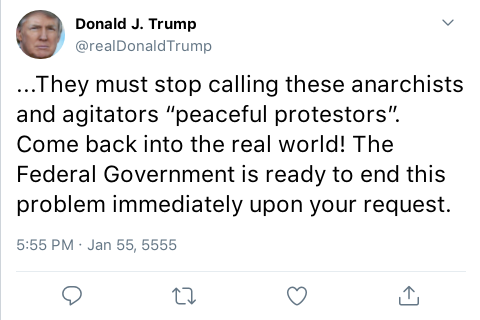 Donald J. Trump
@realDonaldTrump
...They must stop calling these anarchists
and agitators “peaceful protestors”.
Come back into the real world! The
Federal Government is ready to end this
problem immediately upon your request.
5:55 PM · Jan 55, 5555